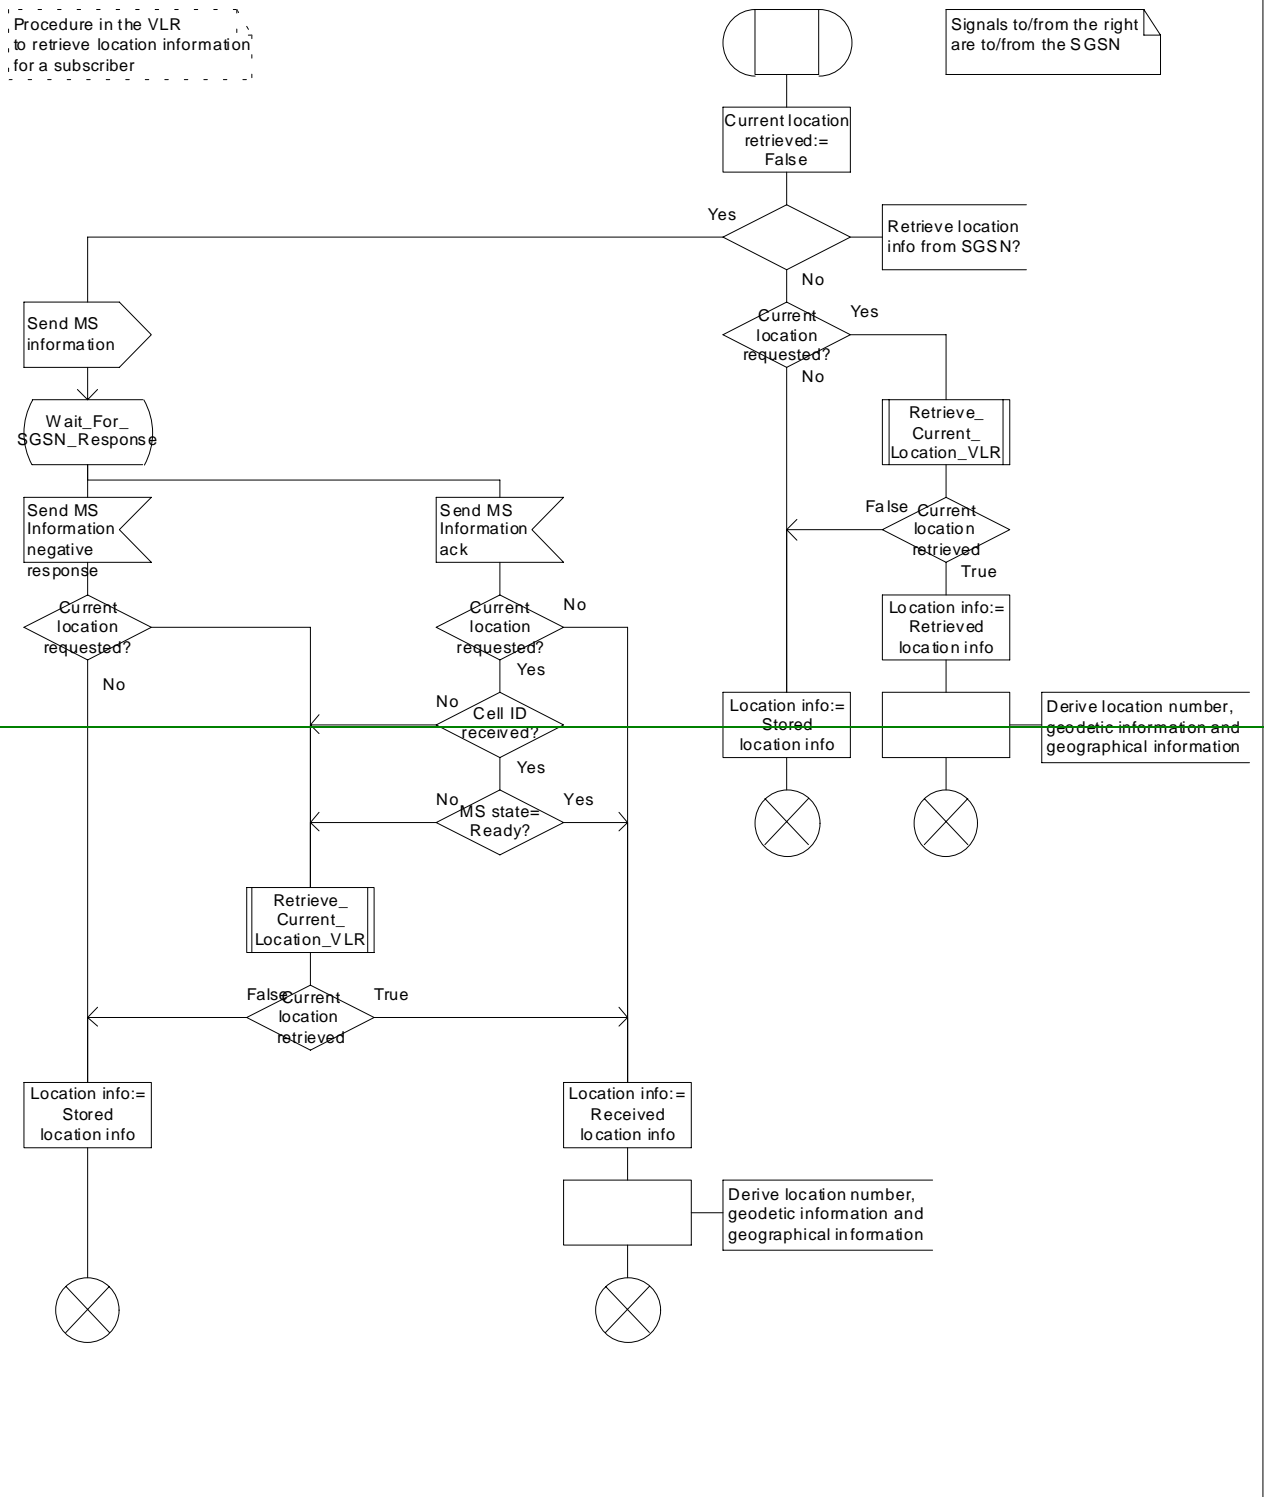 Procedure in the VLR
to retrieve location information
for a subscriber
Signals to/from the right
are to/from the SGSN
Current location
retrieved:=
False
Yes
Retrieve location
info from SGSN?
No
Send MS
information
Current
location
requested?
Yes
No
Wait_For_
SGSN_Response
Retrieve_
Current_
Location_VLR
Send MS
Information
negative
response
Send MS
Information
ack
False
Current
location
retrieved
True
Current
location
requested?
No
Current
location
requested?
No
Yes
Location info:=
Retrieved
location info
No
Cell ID
received?
Yes
Location info:=
Stored
location info
Derive location number,
geodetic information and
geographical information
No
MS state=
Ready?
Yes
Retrieve_
Current_
Location_VLR
False
Current
location
retrieved
True
Location info:=
Stored
location info
Location info:=
Received
location info
Derive location number,
geodetic information and
geographical information